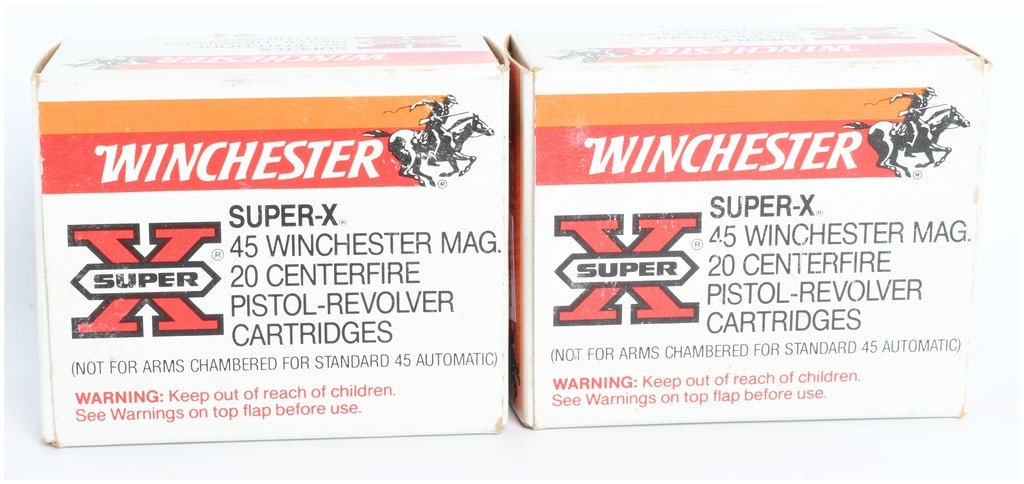 WINCHESTER
WINCHESTER
WINCHESTER
SUPER-X®
45 WINCHESTER MAG.
20 CENTERFIRE
PISTOL-REVOLVER
CARTRIDGES
X SUPER ®
®
(NOT FOR ARMS CHAMBERED FOR STANDARD 45 AUTOMATIC)
WARNING: Keep out of reach of children.
See Warnings on top flap before use.
WINCHESTER
SUPER-X®
45 WINCHESTER MAG.
20 CENTERFIRE
PISTOL-REVOLVER
CARTRIDGES
X SUPER ®
®
(NOT FOR ARMS CHAMBERED FOR STANDARD 45 AUTOMATIC)
WARNING: Keep out of reach of children.
See Warnings on top flap before use.